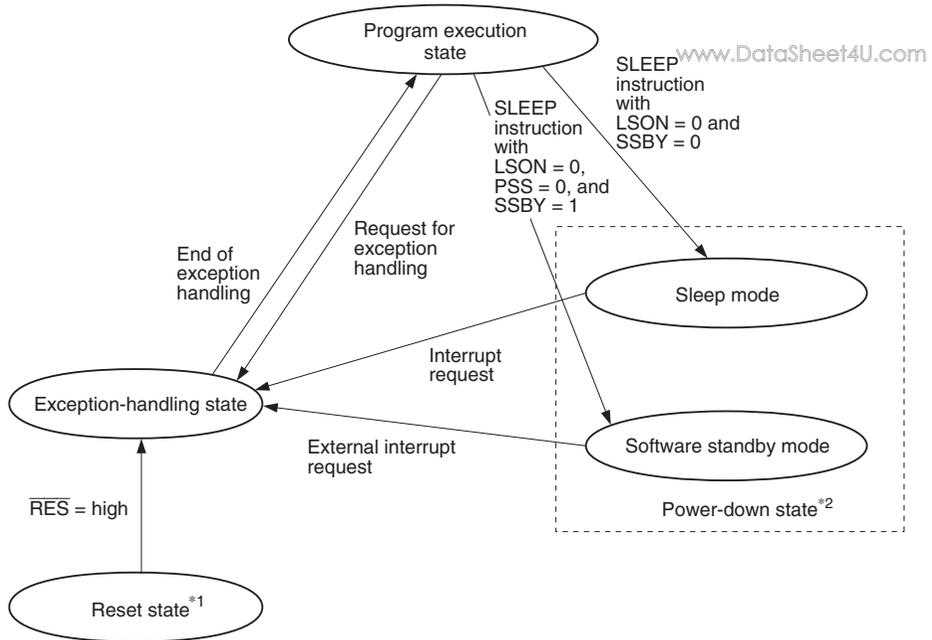 Program execution
state
www.DataSheet4U.com
SLEEP
instruction
with
LSON = 0 and
SSBY = 0
SLEEP
instruction
with
LSON = 0,
PSS = 0, and
SSBY = 1
End of
exception
handling
Request for
exception
handling
Sleep mode
Interrupt
request
Exception-handling state
External interrupt
request
Software standby mode
Power-down state*2
RES = high
Reset state*1